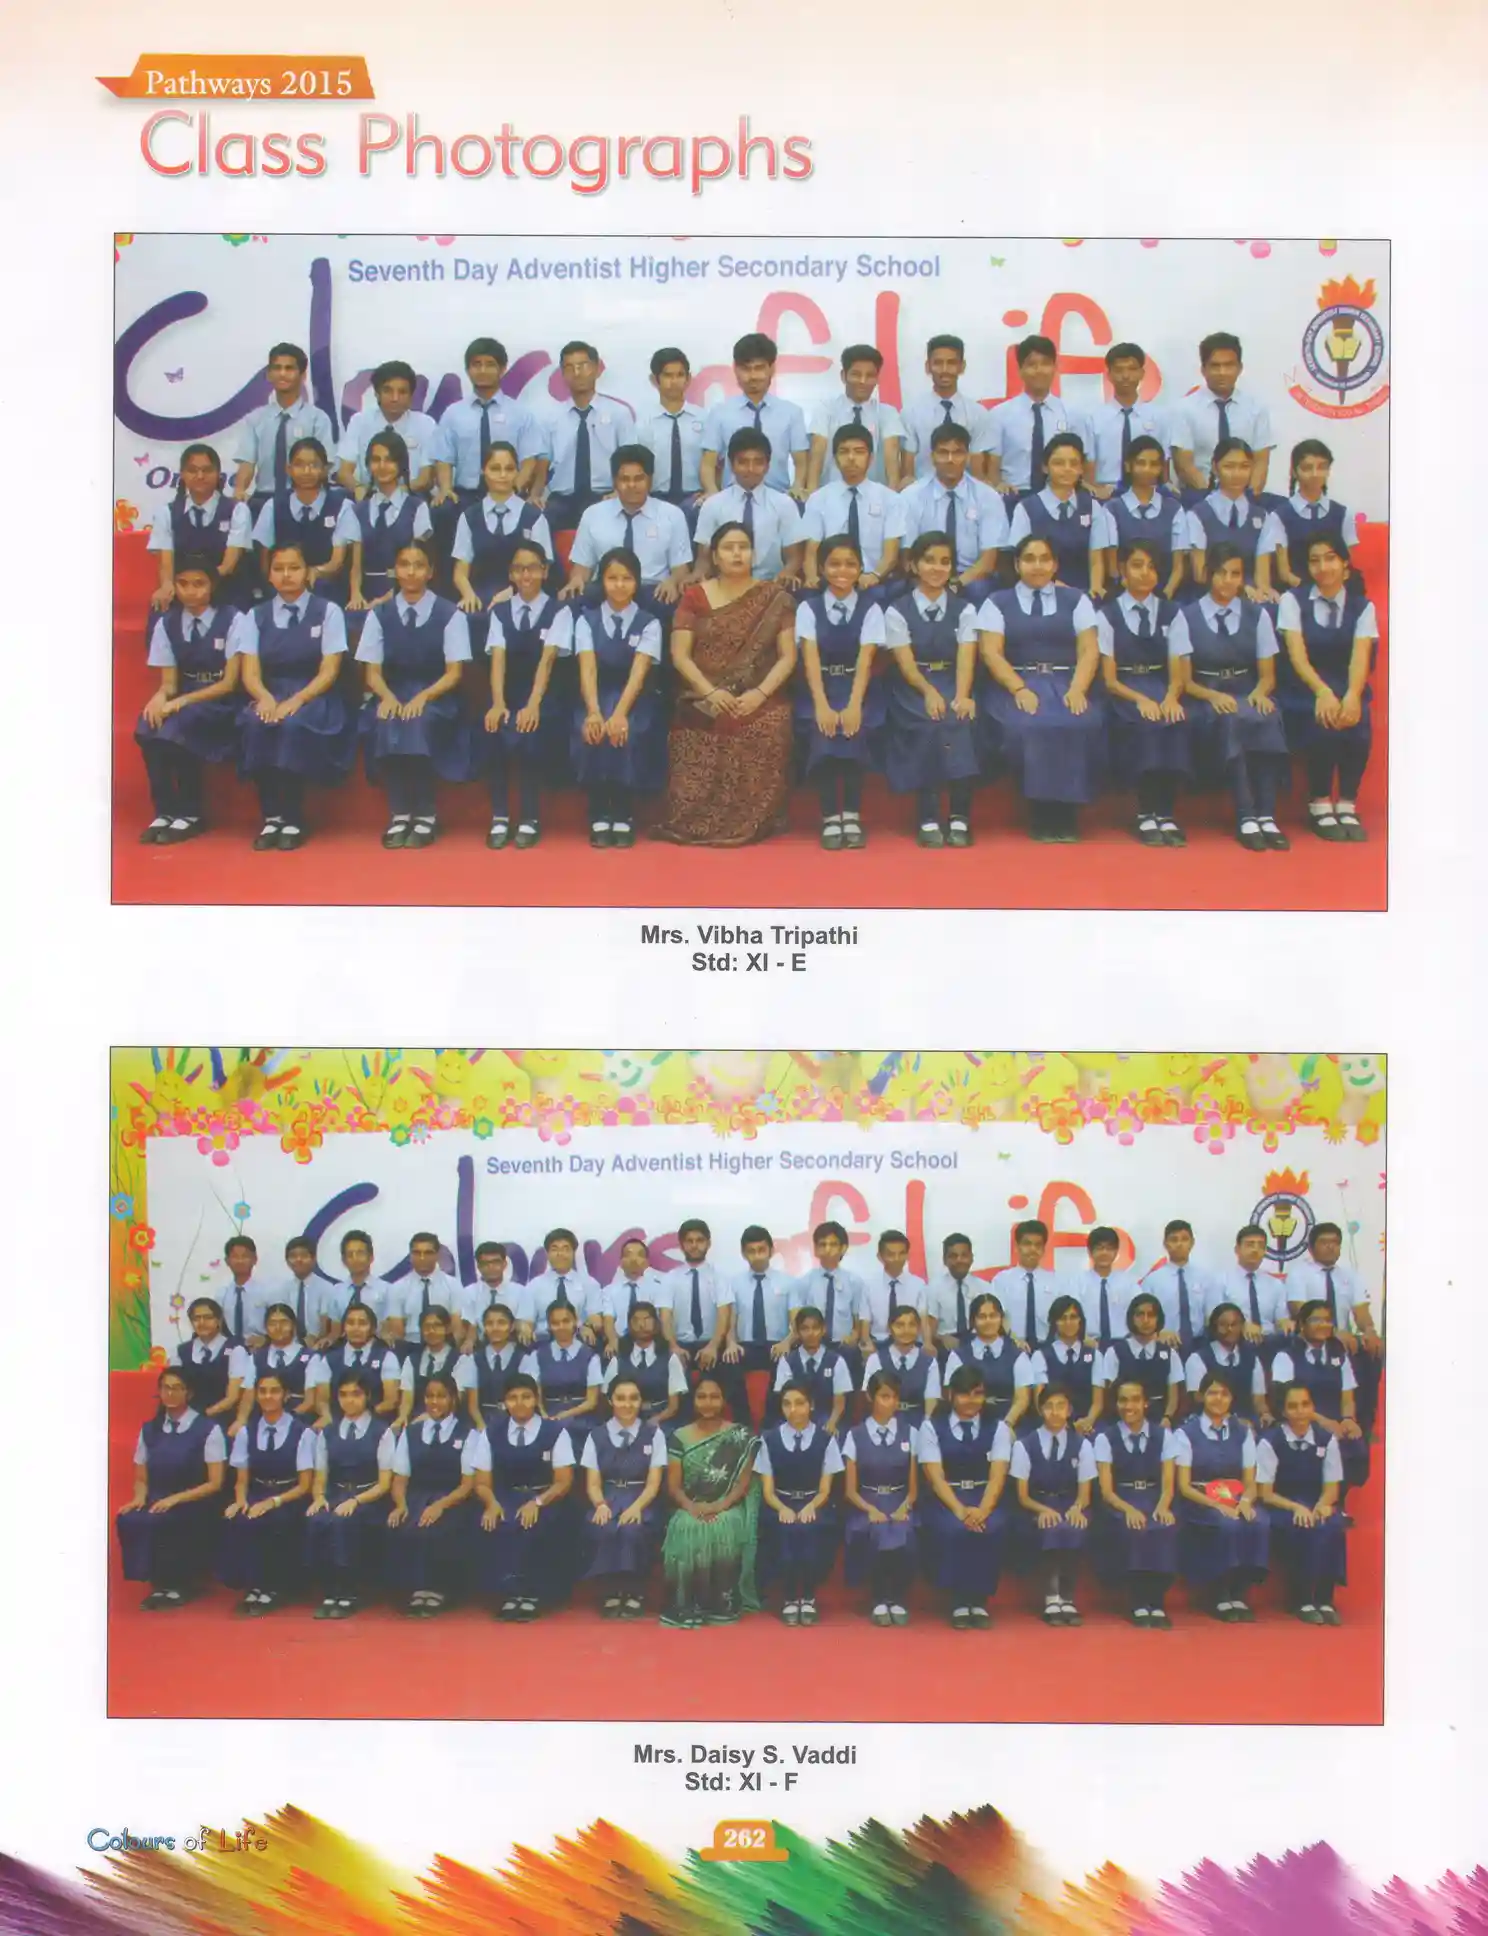 Pathways 2015
Class Photographs
Seventh Day Adventist Higher Secondary School
Colours of Life
Mrs. Vibha Tripathi
Std: XI - E
Seventh Day Adventist Higher Secondary School
Colours of Life
Mrs. Daisy S. Vaddi
Std: XI - F
Colours of Life
262